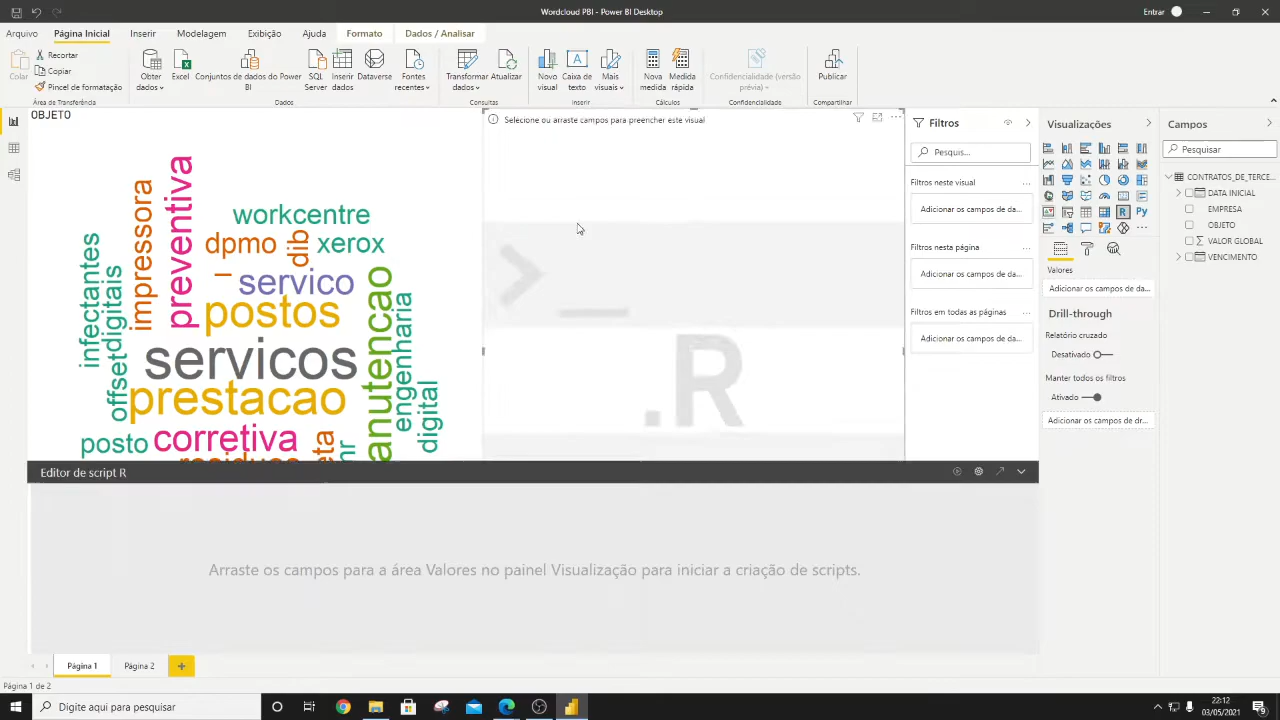 Wordcloud PBI - Power BI Desktop
Entrar
Arquivo Página Inicial Inserir Modelagem Exibição Ajuda Formato Dados / Analisar
Colar
Recortar
Copiar
Pincel de formatação
Área de Transferência
Obter dados
Excel
Conjuntos de dados do Power BI
SQL Server
Inserir dados
Dataverse
Fontes recentes
Dados
Transformar dados
Atualizar
Consultas
Novo visual
Caixa de texto
Mais visuais
Inserir
Nova medida
Medida rápida
Cálculos
Confidencialidade (versão prévia)
Confidencialidade
Publicar
Compartilhar
OBJETO
workcentre
dpmo
dib
xerox
impressora
preventiva
infectantes
digitais
servico
postos
servicos
prestacao
anutencao
engenharia
digital
offset
posto
corretiva
Selecione ou arraste campos para preencher este visual
.R
Filtros
Pesquis...
Filtros neste visual ...
Adicionar os campos de da...
Filtros nesta página ...
Adicionar os campos de da...
Filtros em todas as páginas ...
Adicionar os campos de da...
Visualizações
R
Py
Valores
Adicionar os campos de da...
Drill-through
Relatório cruzado
Desativado
Manter todos os filtros
Ativado
Adicionar os campos de dr...
Campos
Pesquisar
CONTRATOS_DE_TERCE...
DATA INICIAL
EMPRESA
OBJETO
Σ VALOR GLOBAL
VENCIMENTO
Editor de script R
Arraste os campos para a área Valores no painel Visualização para iniciar a criação de scripts.
Página 1
Página 2
+
Página 1 de 2
Digite aqui para pesquisar
22:12
03/05/2021